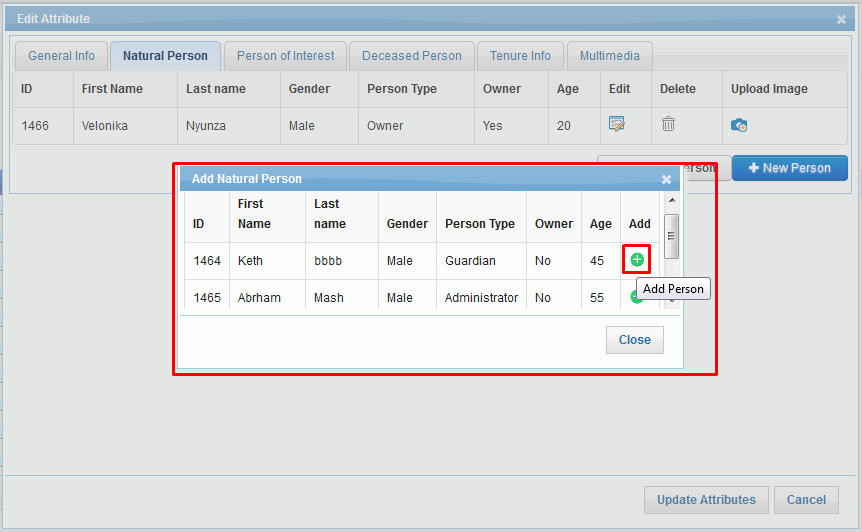 Edit Attribute
General Info Natural Person Person of Interest Deceased Person Tenure Info Multimedia
ID First Name Last name Gender Person Type Owner Age Edit Delete Upload Image
1466 Velonika Nyunza Male Owner Yes 20
New Person
Add Natural Person
ID First Name Last name Gender Person Type Owner Age Add
1464 Keth bbbb Male Guardian No 45
1465 Abrham Mash Male Administrator No 55
Add Person
Close
Update Attributes Cancel